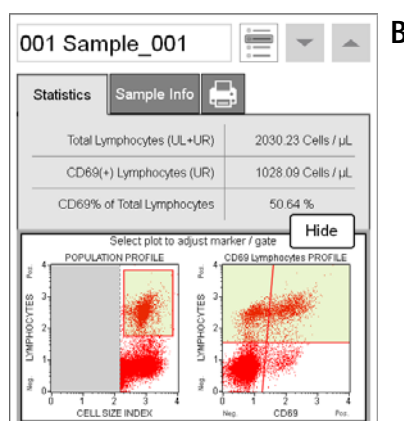 001 Sample_001
B
Statistics Sample Info
Total Lymphocytes (UL+UR) 2030.23 Cells / µL
CD69(+) Lymphocytes (UR) 1028.09 Cells / µL
CD69% of Total Lymphocytes 50.64 %
Hide
Select plot to adjust marker / gate
POPULATION PROFILE CD69 Lymphocytes PROFILE
LYMPHOCYTES
Neg. Pos.
4
3
2
1
0
0 1 2 3 4
CELL SIZE INDEX
LYMPHOCYTES
Neg. Pos.
4
3
2
1
0
0 1 2 3 4
Neg. CD69 Pos.